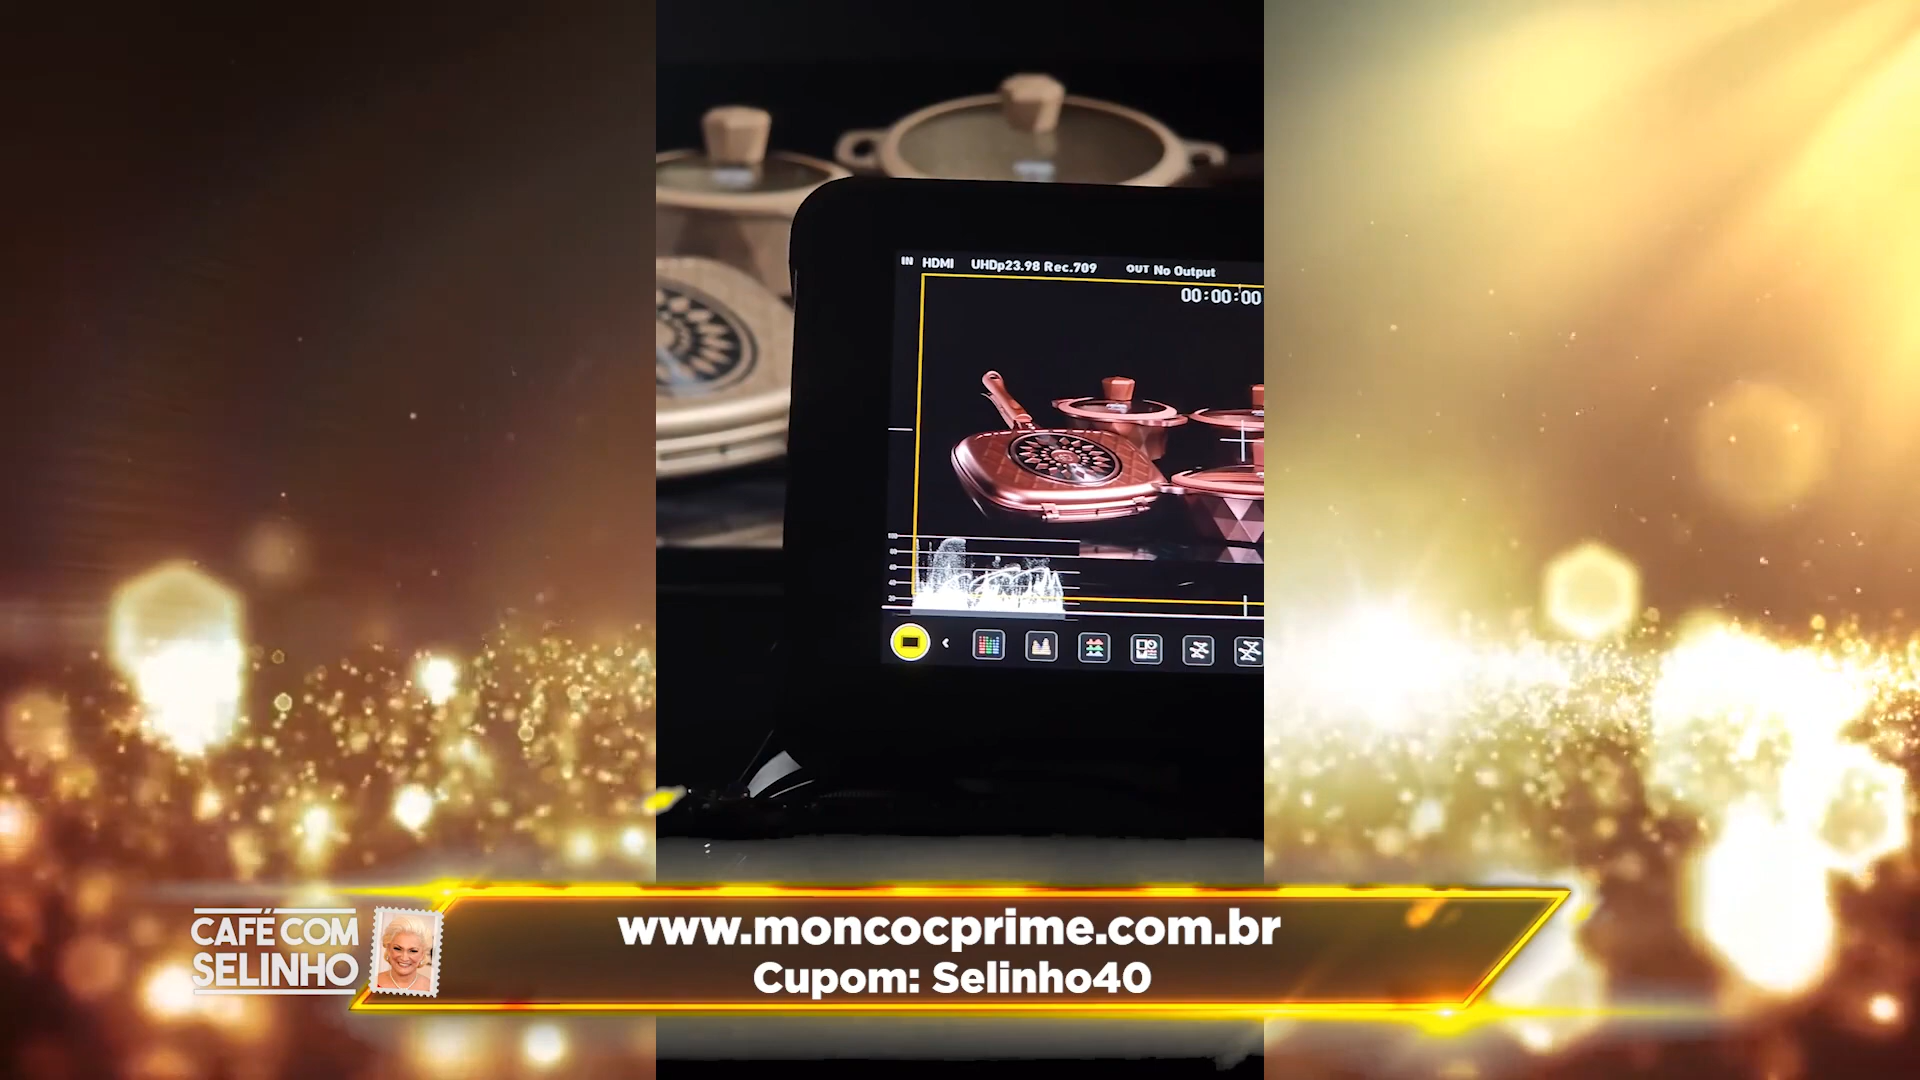 IN HDMI UHDp23.98 Rec.709 OUT No Output
00:00:00
CAFÉ COM
SELINHO
www.moncocprime.com.br
Cupom: Selinho40